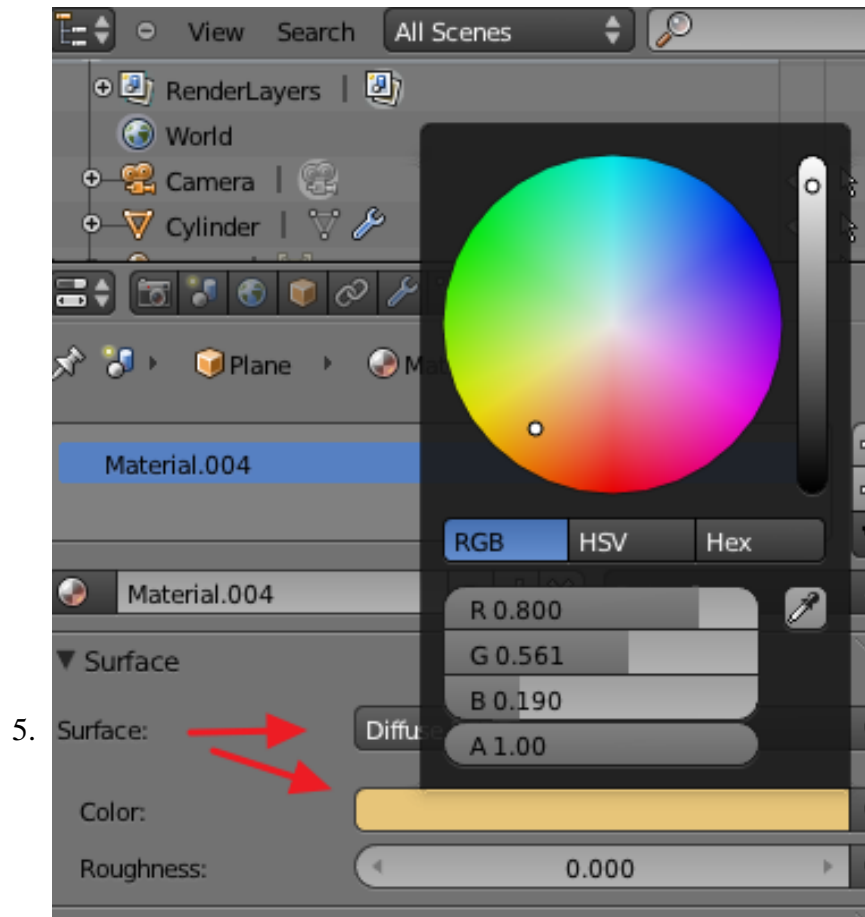 View Search All Scenes
RenderLayers
World
Camera
Cylinder
Plane
Material.004
RGB HSV Hex
Material.004
R 0.800
G 0.561
B 0.190
A 1.00
Surface
5. Surface:
Color:
Roughness: 0.000